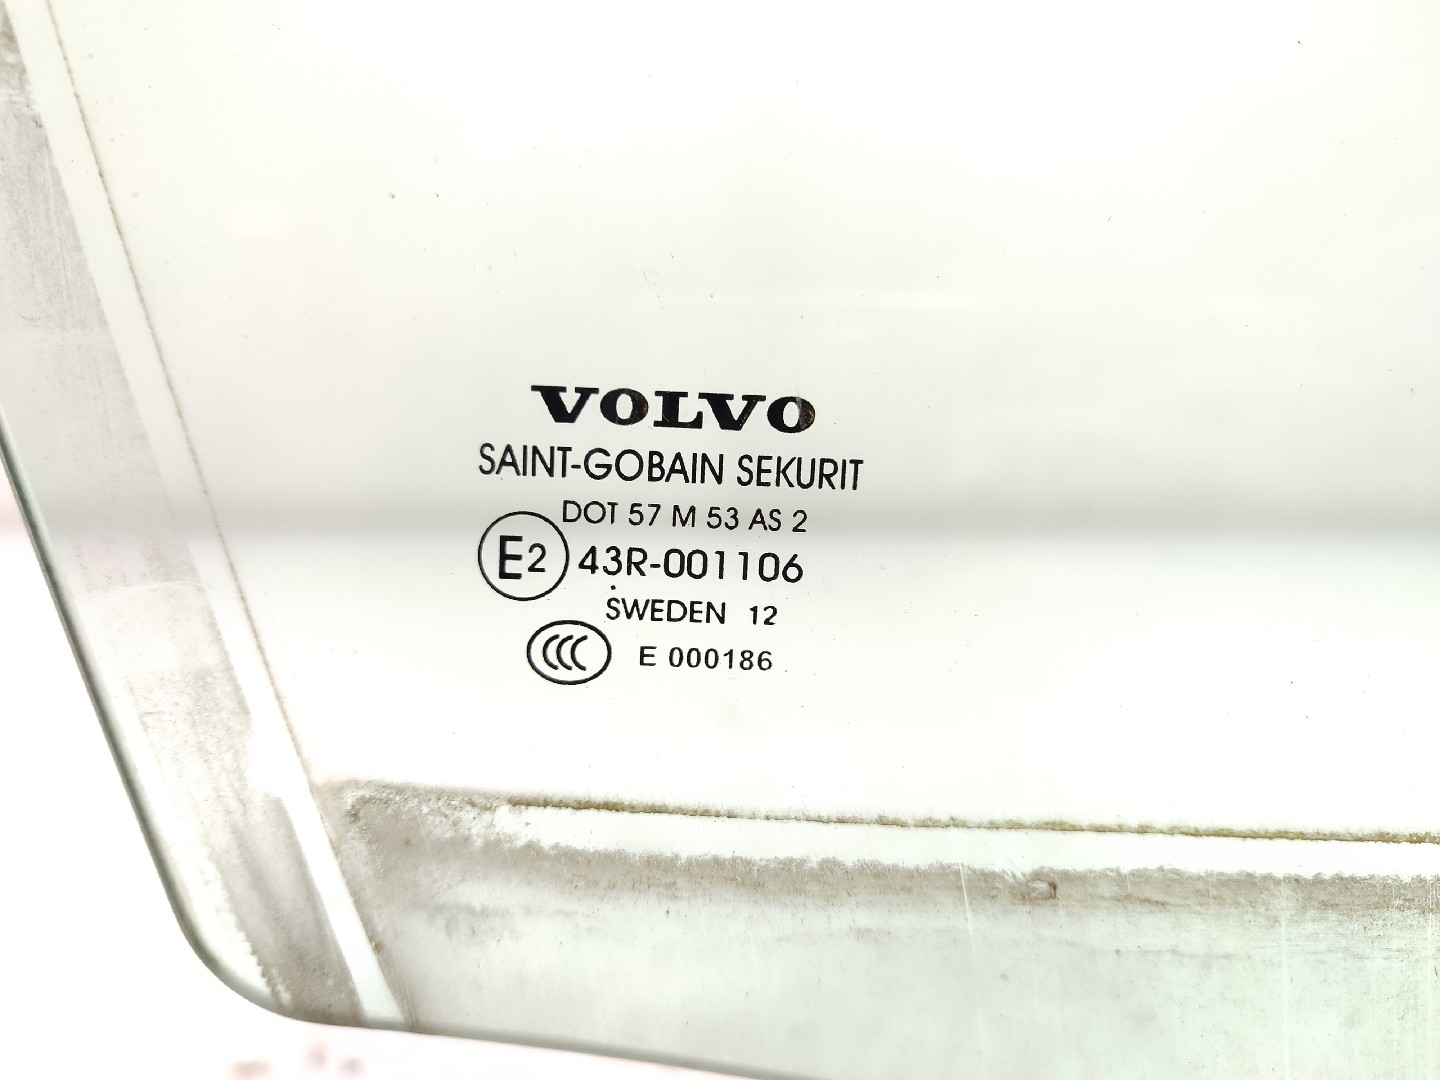 VOLVO
SAINT-GOBAIN SEKURIT
DOT 57 M 53 AS 2
E2 43R-001106
SWEDEN 12
CCC E 000186